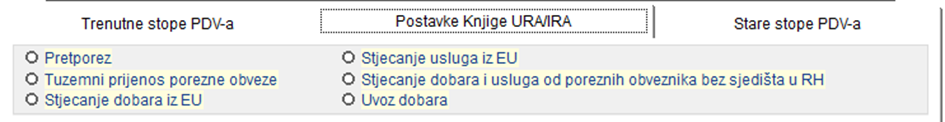 Trenutne stope PDV-a
Postavke Knjige URA/IRA
Stare stope PDV-a
Pretporez
Tuzemni prijenos porezne obveze
Stjecanje dobara iz EU
Stjecanje usluga iz EU
Stjecanje dobara i usluga od poreznih obveznika bez sjedišta u RH
Uvoz dobara